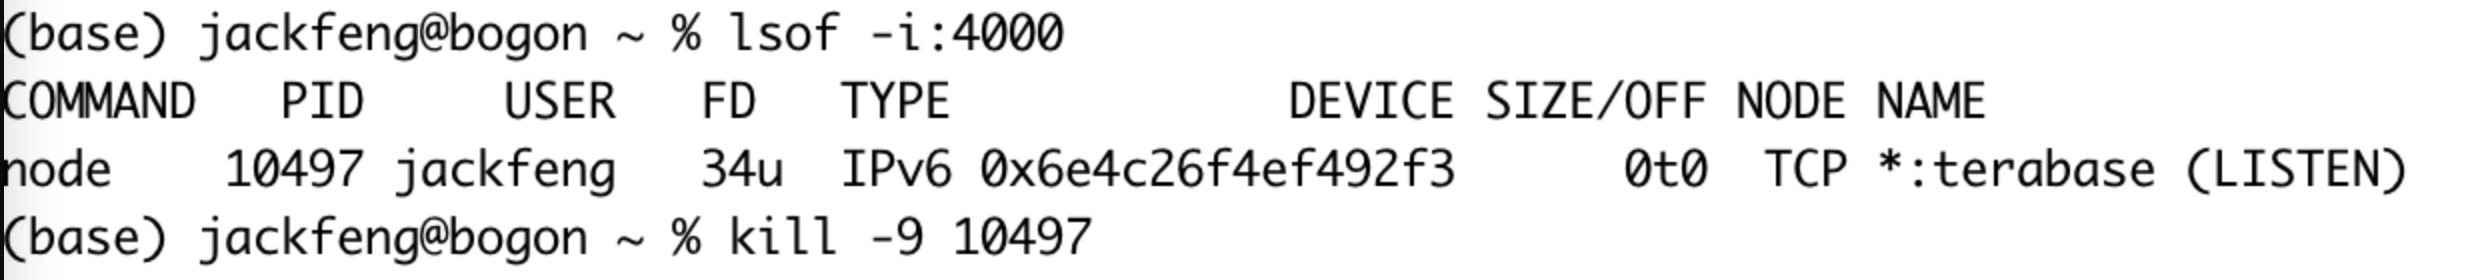 (base) jackfeng@bogon ~ % lsof -i:4000
COMMAND   PID     USER   FD   TYPE             DEVICE SIZE/OFF NODE NAME
node    10497 jackfeng   34u  IPv6 0x6e4c26f4ef492f3      0t0  TCP *:terabase (LISTEN)
(base) jackfeng@bogon ~ % kill -9 10497